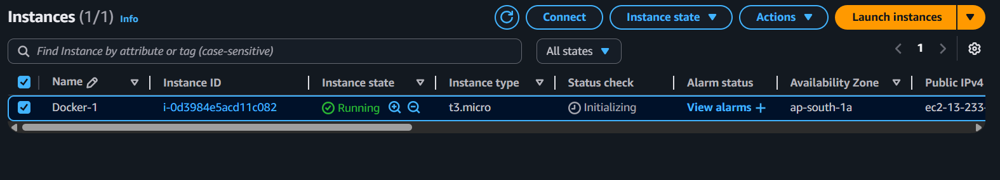 Instances (1/1) Info Connect Instance state Actions Launch instances
Find Instance by attribute or tag (case-sensitive) All states 1
Name Instance ID Instance state Instance type Status check Alarm status Availability Zone Public IPv4
Docker-1 i-0d3984e5acd11c082 Running t3.micro Initializing View alarms + ap-south-1a ec2-13-233-